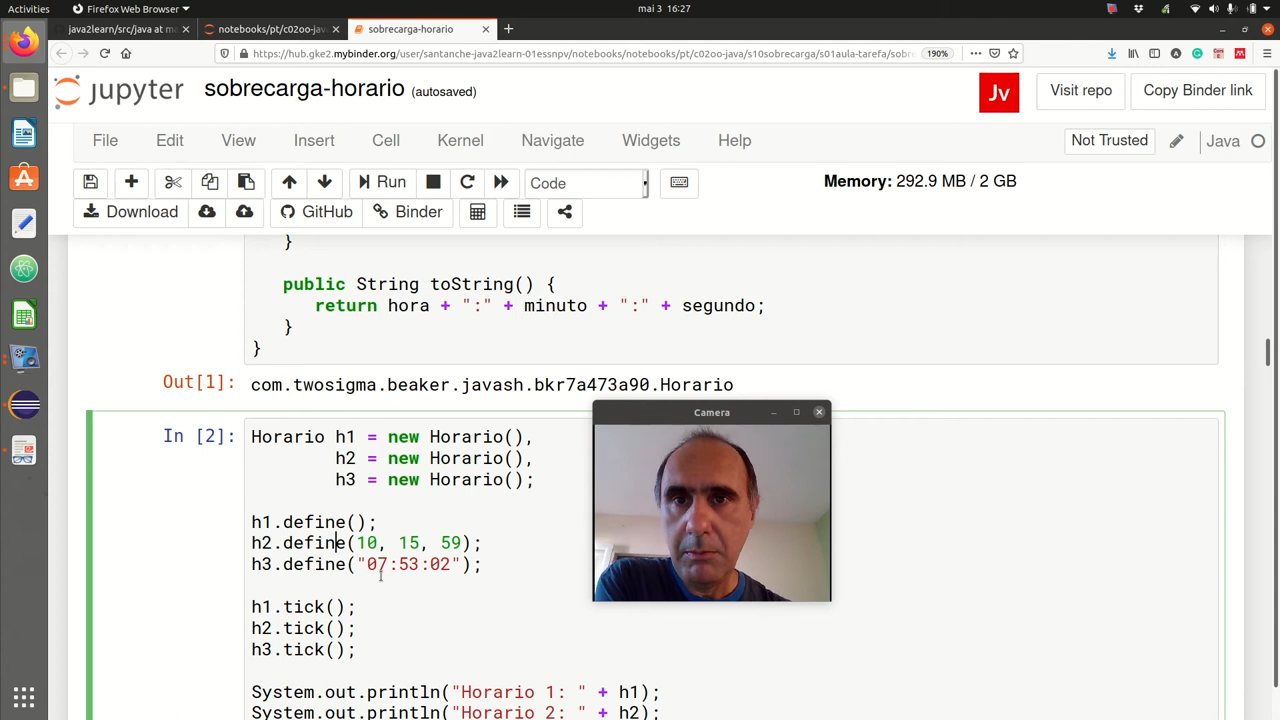 Activities
Firefox Web Browser
mai 3 16:27
java2learn/src/java at m
notebooks/pt/c02oo-jav
sobrecarga-horario
https://hub.gke2.mybinder.org/user/santanche-java2learn-01essnpv/notebooks/notebooks/pt/c02oo-java/s10sobrecarga/s01aula-tarefa/sobre
190%
jupyter
sobrecarga-horario (autosaved)
Jv
Visit repo
Copy Binder link
File
Edit
View
Insert
Cell
Kernel
Navigate
Widgets
Help
Not Trusted
Java
Run
Code
Memory: 292.9 MB / 2 GB
Download
GitHub
Binder
}
public String toString() {
return hora + ":" + minuto + ":" + segundo;
}
}
Out[1]: com.twosigma.beaker.javash.bkr7a473a90.Horario
Camera
In [2]: Horario h1 = new Horario(),
h2 = new Horario(),
h3 = new Horario();
h1.define();
h2.define(10, 15, 59);
h3.define("07:53:02");
h1.tick();
h2.tick();
h3.tick();
System.out.println("Horario 1: " + h1);
System.out.println("Horario 2: " + h2);